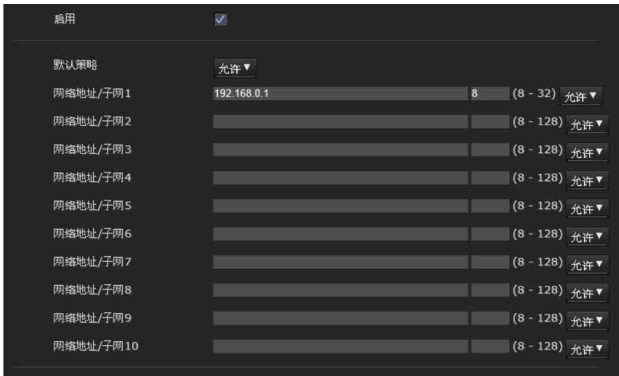 启用
默认策略 允许▼
网络地址/子网1 192.168.0.1 8 (8 - 32) 允许▼
网络地址/子网2 (8 - 128) 允许▼
网络地址/子网3 (8 - 128) 允许▼
网络地址/子网4 (8 - 128) 允许▼
网络地址/子网5 (8 - 128) 允许▼
网络地址/子网6 (8 - 128) 允许▼
网络地址/子网7 (8 - 128) 允许▼
网络地址/子网8 (8 - 128) 允许▼
网络地址/子网9 (8 - 128) 允许▼
网络地址/子网10 (8 - 128) 允许▼